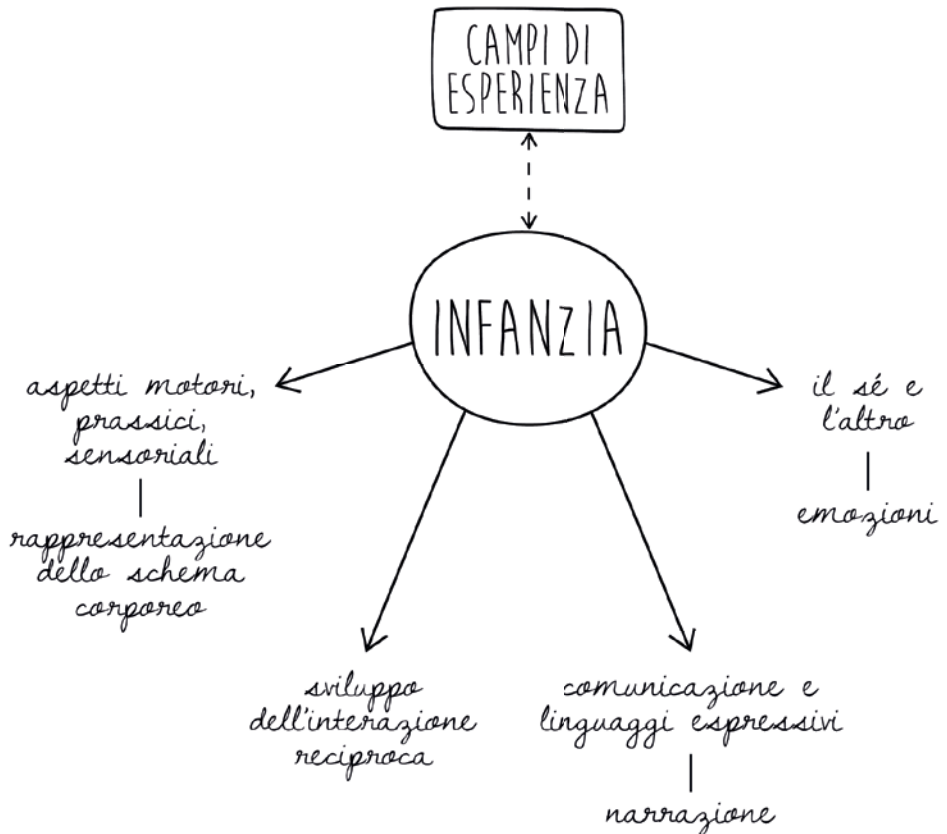 CAMPI DI
ESPERIENZA
INFANZIA
aspetti motori,
prassici,
sensoriali
rappresentazione
dello schema
corporeo
sviluppo
dell'interazione
reciproca
comunicazione e
linguaggi espressivi
narrazione
il sé e
l'altro
emozioni